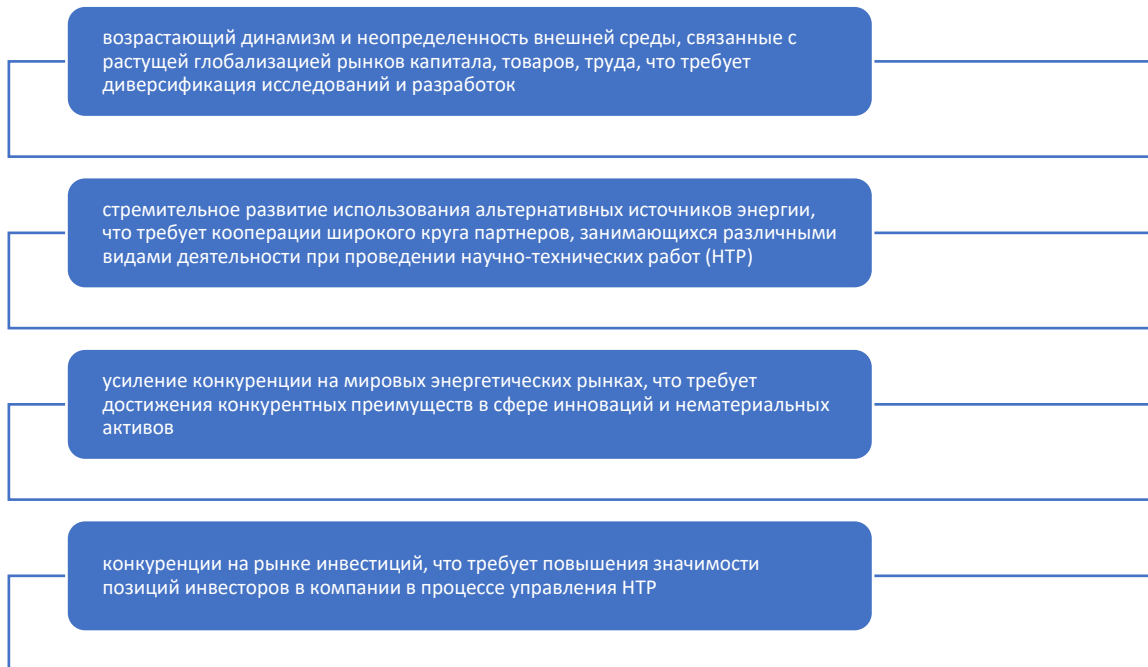 возрастающий динамизм и неопределенность внешней среды, связанные с
растущей глобализацией рынков капитала, товаров, труда, что требует
диверсификация исследований и разработок
стремительное развитие использования альтернативных источников энергии,
что требует кооперации широкого круга партнеров, занимающихся различными
видами деятельности при проведении научно-технических работ (НТР)
усиление конкуренции на мировых энергетических рынках, что требует
достижения конкурентных преимуществ в сфере инноваций и нематериальных
активов
конкуренции на рынке инвестиций, что требует повышения значимости
позиций инвесторов в компании в процессе управления НТР